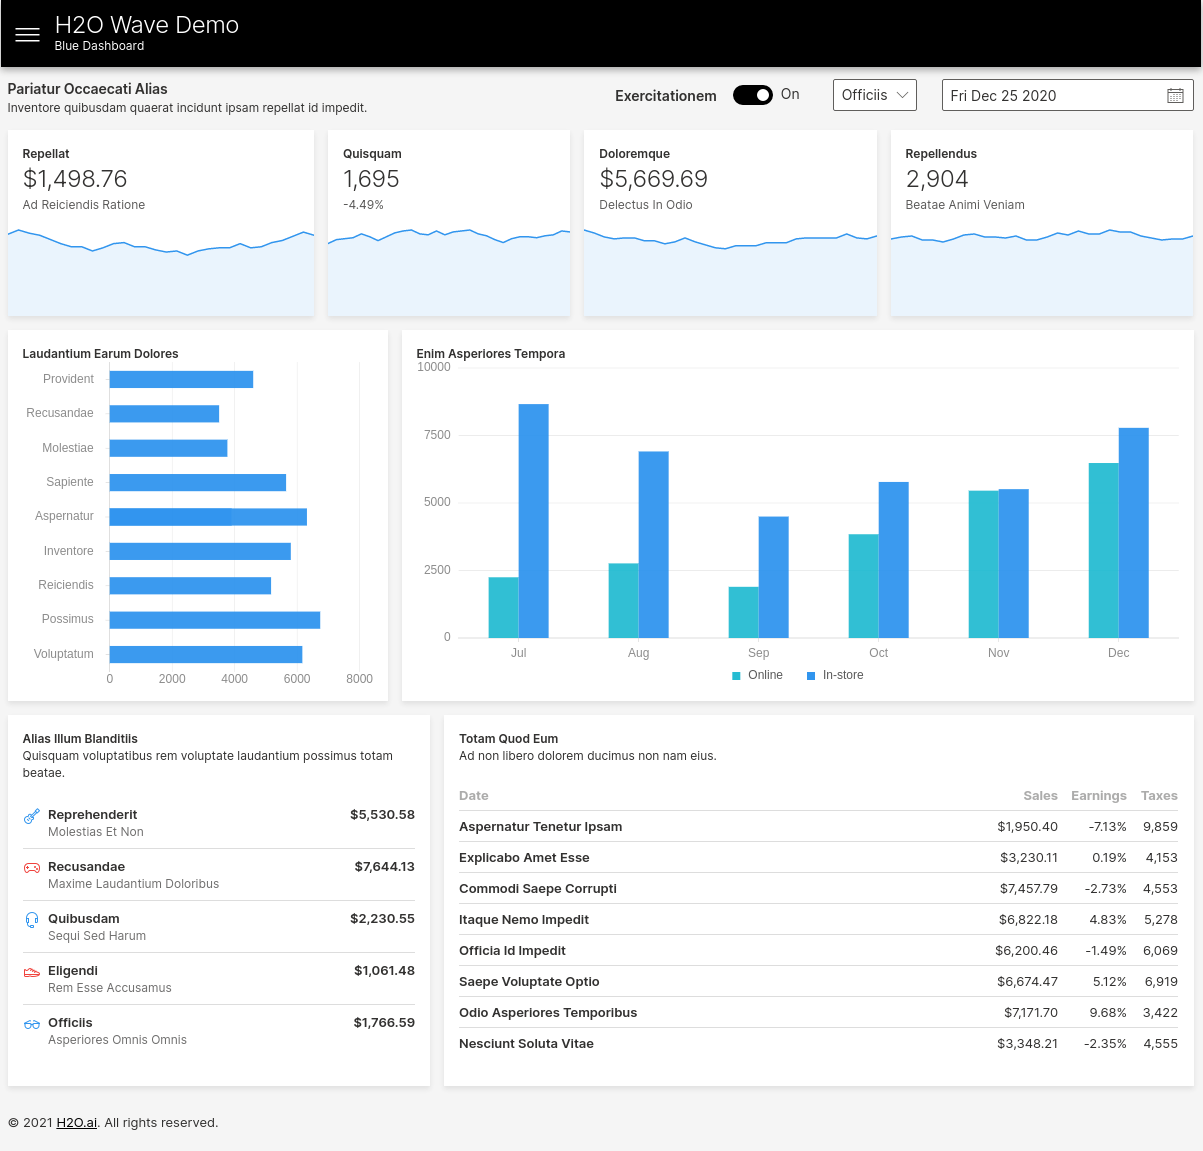 H2O Wave Demo
Blue Dashboard
Pariatur Occaecati Alias
Inventore quibusdam quaerat incidunt ipsam repellat id impedit.
Exercitationem On Officiis Fri Dec 25 2020
Repellat
$1,498.76
Ad Reiciendis Ratione
Quisquam
1,695
-4.49%
Doloremque
$5,669.69
Delectus In Odio
Repellendus
2,904
Beatae Animi Veniam
Laudantium Earum Dolores
Provident
Recusandae
Molestiae
Sapiente
Aspernatur
Inventore
Reiciendis
Possimus
Voluptatum
0 2000 4000 6000 8000
Enim Asperiores Tempora
10000
7500
5000
2500
0
Jul Aug Sep Oct Nov Dec
Online In-store
Alias Illum Blanditiis
Quisquam voluptatibus rem voluptate laudantium possimus totam
beatae.
Reprehenderit $5,530.58
Molestias Et Non
Recusandae $7,644.13
Maxime Laudantium Doloribus
Quibusdam $2,230.55
Sequi Sed Harum
Eligendi $1,061.48
Rem Esse Accusamus
Officiis $1,766.59
Asperiores Omnis Omnis
Totam Quod Eum
Ad non libero dolorem ducimus non nam eius.
Date Sales Earnings Taxes
Aspernatur Tenetur Ipsam $1,950.40 -7.13% 9,859
Explicabo Amet Esse $3,230.11 0.19% 4,153
Commodi Saepe Corrupti $7,457.79 -2.73% 4,553
Itaque Nemo Impedit $6,822.18 4.83% 5,278
Officia Id Impedit $6,200.46 -1.49% 6,069
Saepe Voluptate Optio $6,674.47 5.12% 6,919
Odio Asperiores Temporibus $7,171.70 9.68% 3,422
Nesciunt Soluta Vitae $3,348.21 -2.35% 4,555
© 2021 H2O.ai. All rights reserved.